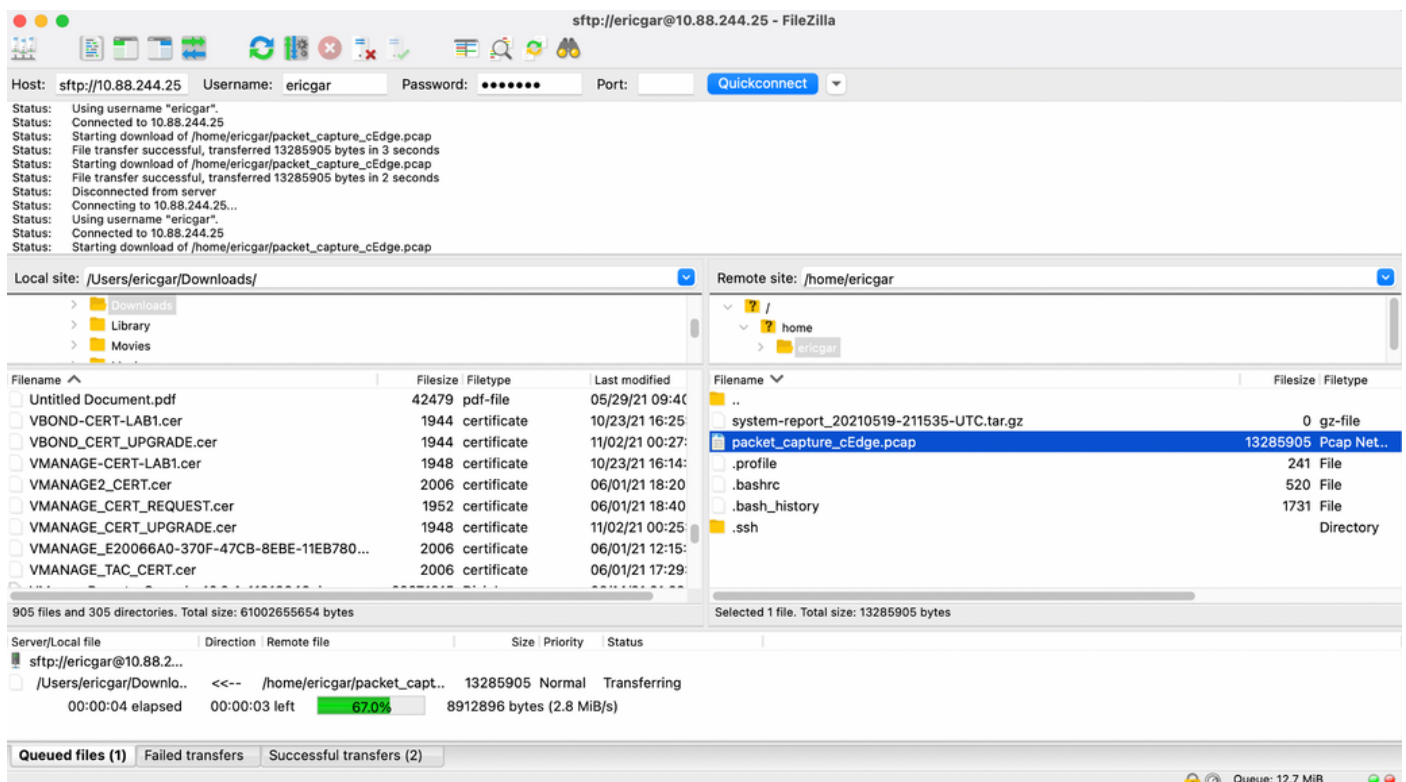 sftp://ericgar@10.88.244.25 - FileZilla
Host: sftp://10.88.244.25 Username: ericgar Password: ••••••• Port: Quickconnect
Status: Using username "ericgar".
Status: Connected to 10.88.244.25
Status: Starting download of /home/ericgar/packet_capture_cEdge.pcap
Status: File transfer successful, transferred 13285905 bytes in 3 seconds
Status: Starting download of /home/ericgar/packet_capture_cEdge.pcap
Status: File transfer successful, transferred 13285905 bytes in 2 seconds
Status: Disconnected from server
Status: Connecting to 10.88.244.25...
Status: Using username "ericgar".
Status: Connected to 10.88.244.25
Status: Starting download of /home/ericgar/packet_capture_cEdge.pcap
Local site: /Users/ericgar/Downloads/
Downloads
Library
Movies
Filename Filesize Filetype Last modified
Untitled Document.pdf 42479 pdf-file 05/29/21 09:40
VBOND-CERT-LAB1.cer 1944 certificate 10/23/21 16:25:
VBOND_CERT_UPGRADE.cer 1944 certificate 11/02/21 00:27:
VMANAGE-CERT-LAB1.cer 1948 certificate 10/23/21 16:14:
VMANAGE2_CERT.cer 2006 certificate 06/01/21 18:20
VMANAGE_CERT_REQUEST.cer 1952 certificate 06/01/21 18:40
VMANAGE_CERT_UPGRADE.cer 1948 certificate 11/02/21 00:25:
VMANAGE_E20066A0-370F-47CB-8EBE-11EB780... 2006 certificate 06/01/21 12:15:
VMANAGE_TAC_CERT.cer 2006 certificate 06/01/21 17:29:
905 files and 305 directories. Total size: 61002655654 bytes
Remote site: /home/ericgar
? /
? home
ericgar
Filename Filesize Filetype
..
system-report_20210519-211535-UTC.tar.gz 0 gz-file
packet_capture_cEdge.pcap 13285905 Pcap Net...
.profile 241 File
.bashrc 520 File
.bash_history 1731 File
.ssh Directory
Selected 1 file. Total size: 13285905 bytes
Server/Local file Direction Remote file Size Priority Status
sftp://ericgar@10.88.2...
/Users/ericgar/Downlo.. <<-- /home/ericgar/packet_capt... 13285905 Normal Transferring
00:00:04 elapsed 00:00:03 left 67.0% 8912896 bytes (2.8 MiB/s)
Queued files (1) Failed transfers Successful transfers (2)
Queue: 12.7 MiB